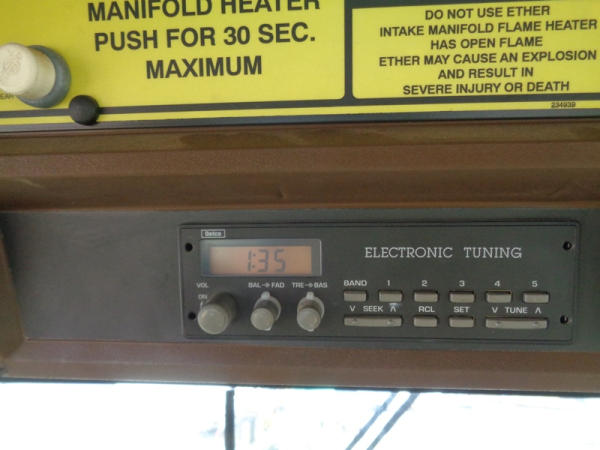 MANIFOLD HEATER
PUSH FOR 30 SEC.
MAXIMUM
DO NOT USE ETHER
INTAKE MANIFOLD FLAME HEATER
HAS OPEN FLAME
ETHER MAY CAUSE AN EXPLOSION
AND RESULT IN
SEVERE INJURY OR DEATH
234939
Delco
1:35
ELECTRONIC TUNING
VOL BAL→FAD TRE→BAS
ON
BAND 1 2 3 4 5
V SEEK Λ RCL SET V TUNE Λ